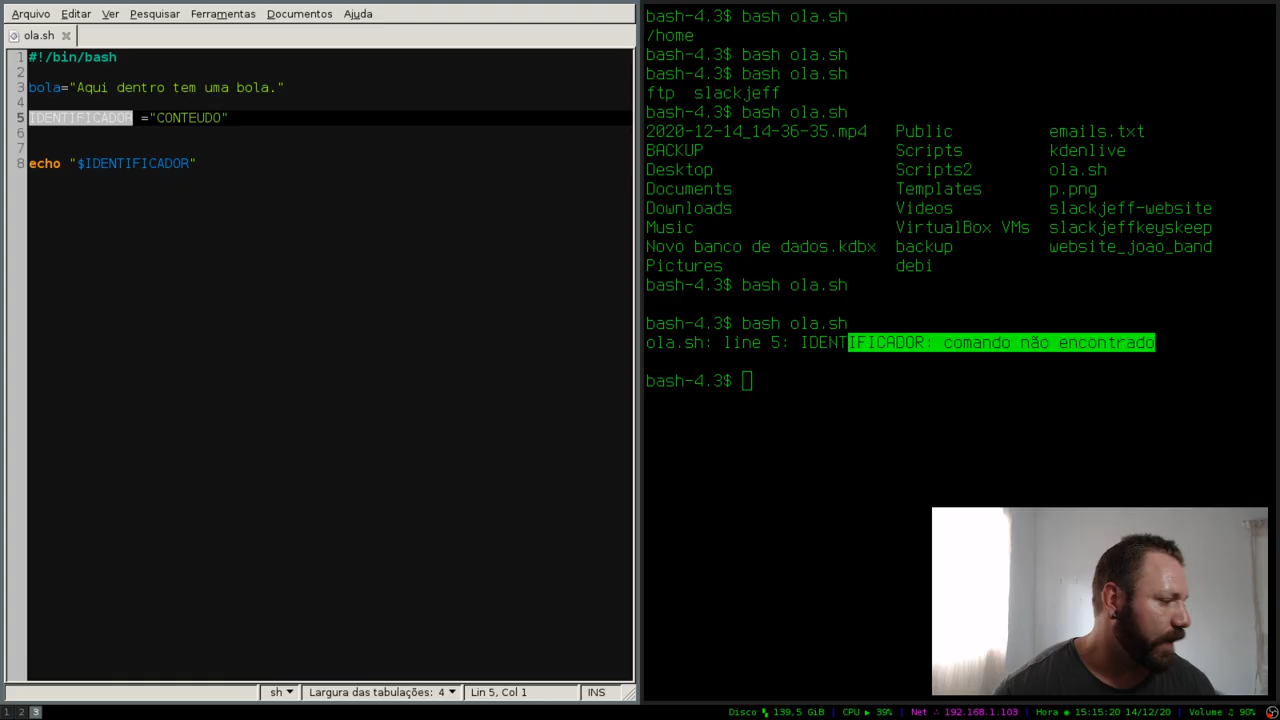 Arquivo Editar Ver Pesquisar Ferramentas Documentos Ajuda
ola.sh
1 #!/bin/bash
2
3 bola="Aqui dentro tem uma bola."
4
5 IDENTIFICADOR ="CONTEUDO"
6
7
8 echo "$IDENTIFICADOR"
sh Largura das tabulações: 4 Lin 5, Col 1 INS
bash-4.3$ bash ola.sh
/home
bash-4.3$ bash ola.sh
bash-4.3$ bash ola.sh
ftp slackjeff
bash-4.3$ bash ola.sh
2020-12-14_14-36-35.mp4 Public emails.txt
BACKUP Scripts kdenlive
Desktop Scripts2 ola.sh
Documents Templates p.png
Downloads Videos slackjeff-website
Music VirtualBox VMs slackjeffkeyskeep
Novo banco de dados.kdbx backup website_joao_band
Pictures debi
bash-4.3$ bash ola.sh
bash-4.3$ bash ola.sh
ola.sh: line 5: IDENTIFICADOR: comando não encontrado
bash-4.3$
1 2 3
Disco 139,5 GiB | CPU 39% | Net 192.168.1.103 | Hora 15:15:20 14/12/20 | Volume 90%